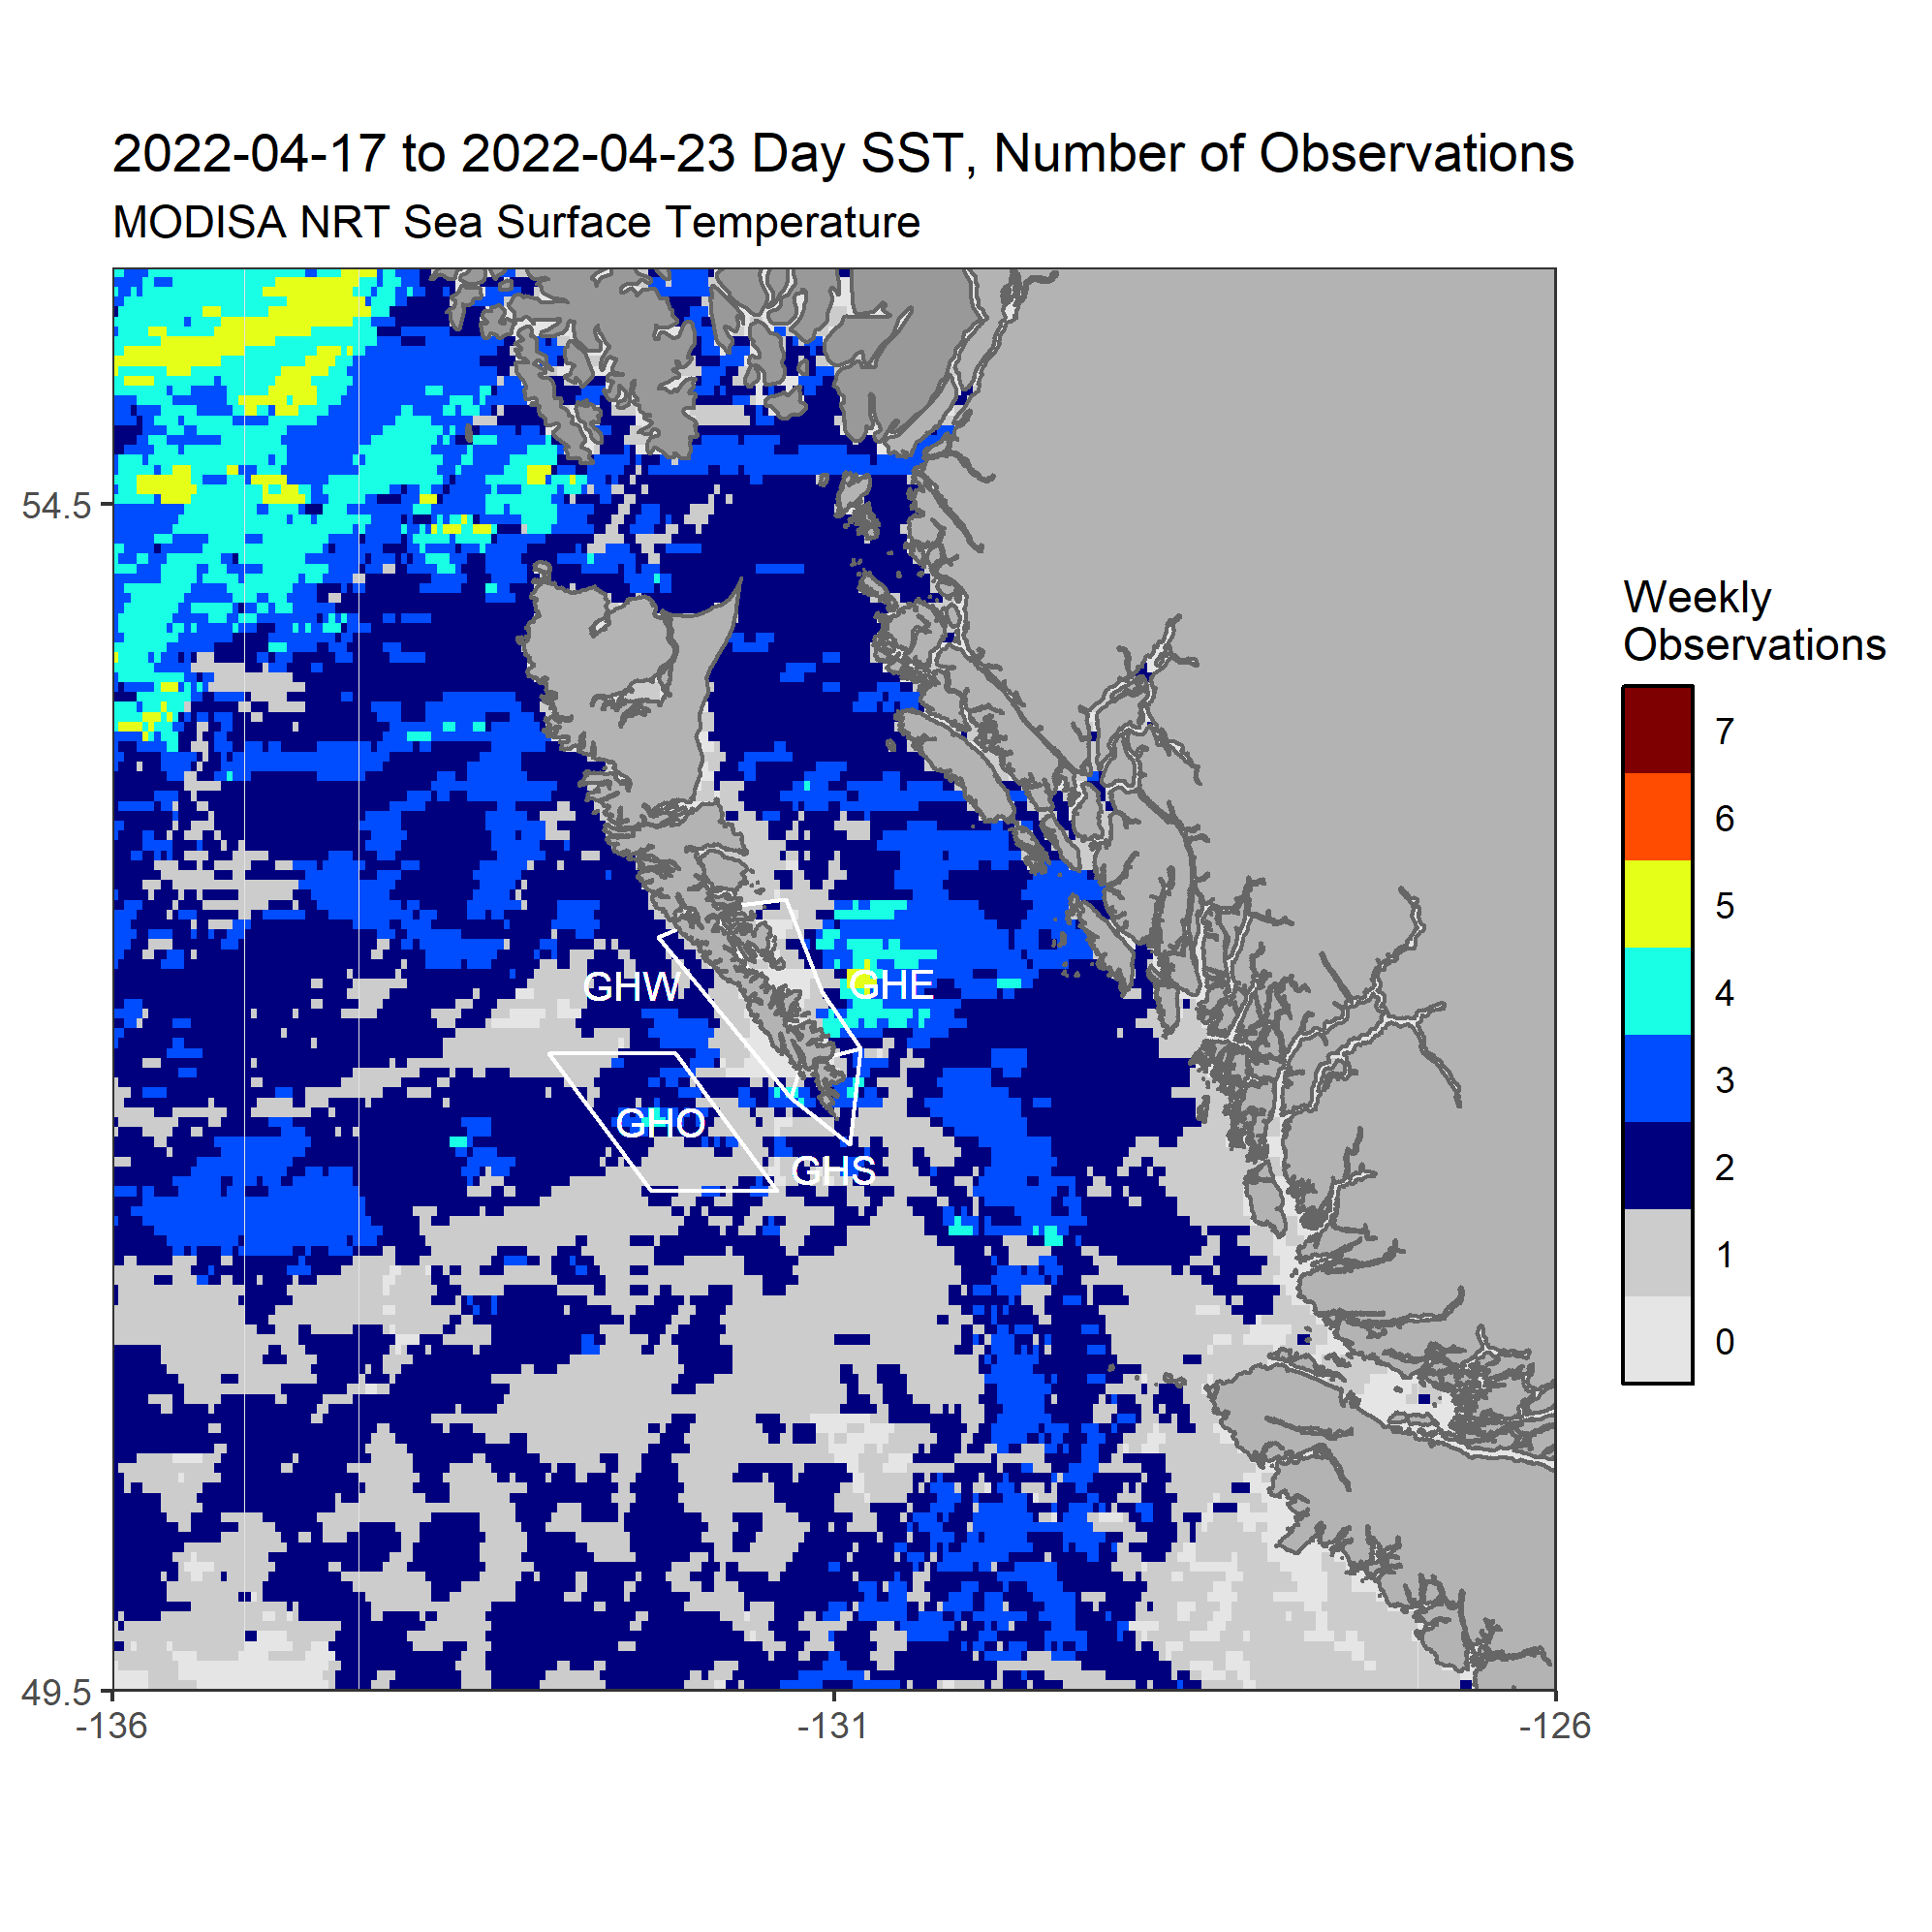 2022-04-17 to 2022-04-23 Day SST, Number of Observations
MODISA NRT Sea Surface Temperature
54.5
49.5
-136
-131
-126
GHW
GHE
GHO
GHS
Weekly
Observations
7
6
5
4
3
2
1
0